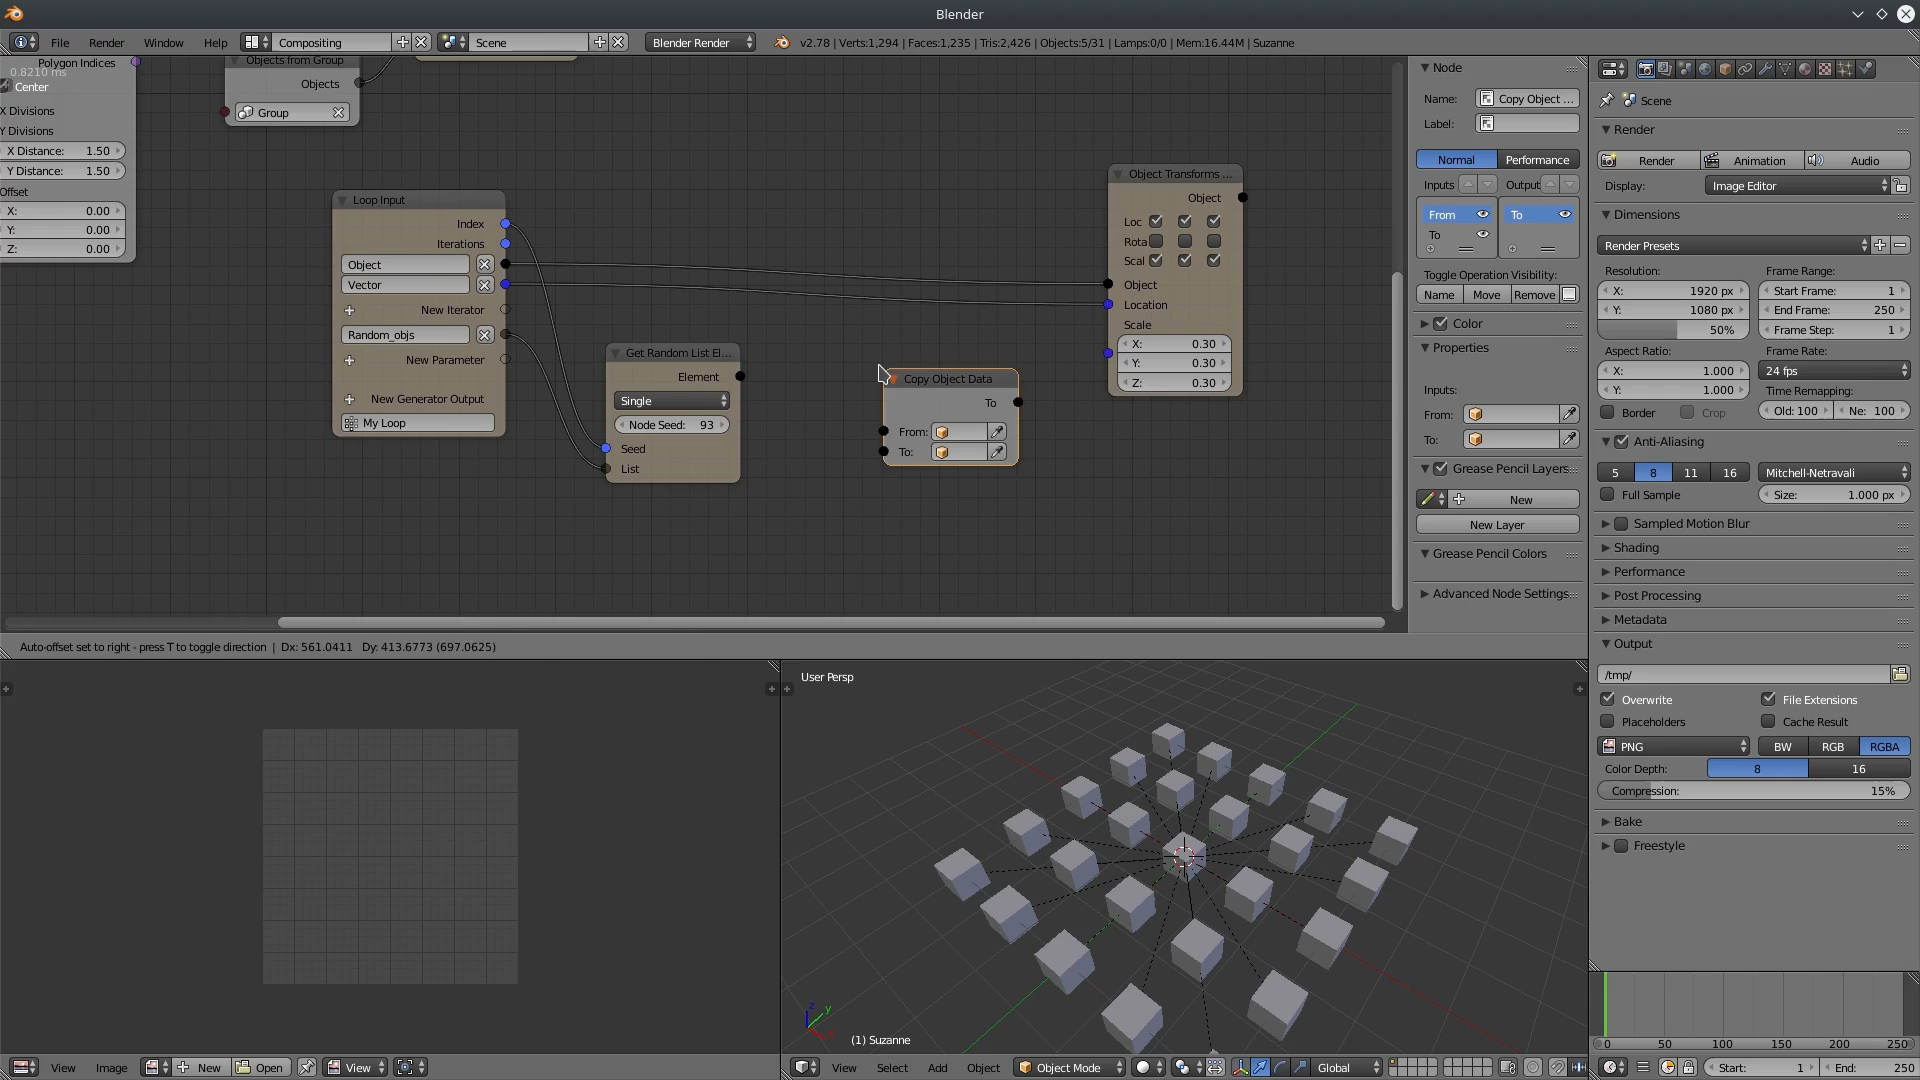 Blender
File Render Window Help Compositing Scene Blender Render v2.78 | Verts:1,294 | Faces:1,235 | Tris:2,426 | Objects:5/31 | Lamps:0/0 | Mem:16.44M | Suzanne
Polygon Indices
0.8210 ms
Center
X Divisions
Y Divisions
X Distance: 1.50
Y Distance: 1.50
Offset
X: 0.00
Y: 0.00
Z: 0.00
Objects from Group
Objects
Group
Loop Input
Index
Iterations
Object
Vector
New Iterator
Random_objs
New Parameter
New Generator Output
My Loop
Get Random List El...
Element
Single
Node Seed: 93
Seed
List
Copy Object Data
To
From:
To:
Object Transforms ...
Object
Loc
Rota
Scal
Object
Location
Scale
X: 0.30
Y: 0.30
Z: 0.30
Auto-offset set to right - press T to toggle direction | Dx: 561.0411 Dy: 413.6773 (697.0625)
Node
Name: Copy Object ...
Label:
Normal Performance
Inputs Output
From To
To
Toggle Operation Visibility:
Name Move Remove
Color
Properties
Inputs:
From:
To:
Grease Pencil Layers
New
New Layer
Grease Pencil Colors
Advanced Node Settings
Scene
Render
Render Animation Audio
Display: Image Editor
Dimensions
Render Presets
Resolution: Frame Range:
X: 1920 px Start Frame: 1
Y: 1080 px End Frame: 250
50% Frame Step: 1
Aspect Ratio: Frame Rate:
X: 1.000 24 fps
Y: 1.000 Time Remapping:
Border Crop Old: 100 Ne: 100
Anti-Aliasing
5 8 11 16 Mitchell-Netravali
Full Sample Size: 1.000 px
Sampled Motion Blur
Shading
Performance
Post Processing
Metadata
Output
/tmp/
Overwrite File Extensions
Placeholders Cache Result
PNG BW RGB RGBA
Color Depth: 8 16
Compression: 15%
Bake
Freestyle
User Persp
z
y
(1) Suzanne
0 50 100 150 200 250
View Image New Open View
View Select Add Object Object Mode Global
Start: 1 End: 250